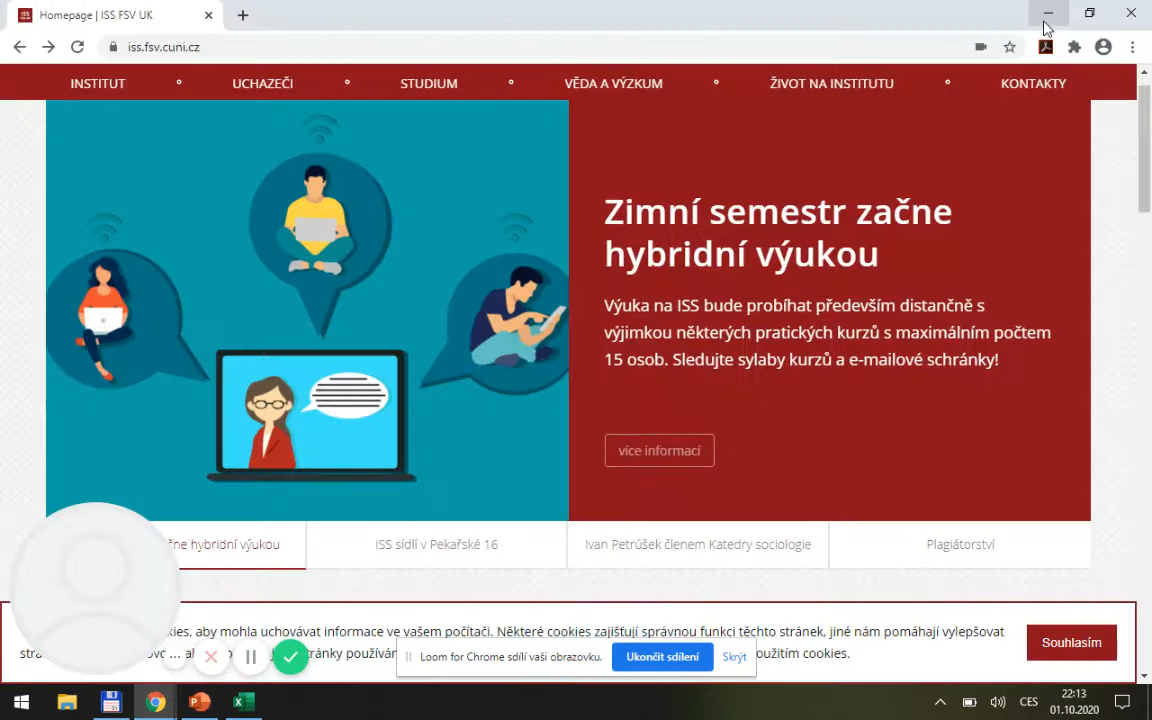 Homepage | ISS FSV UK
iss.fsv.cuni.cz
INSTITUT
UCHAZEČI
STUDIUM
VĚDA A VÝZKUM
ŽIVOT NA INSTITUTU
KONTAKTY
Zimní semestr začne
hybridní výukou
Výuka na ISS bude probíhat především distančně s
výjimkou některých pratických kurzů s maximálním počtem
15 osob. Sledujte sylaby kurzů a e-mailové schránky!
více informací
hybridní výukou
ISS sídlí v Pekařské 16
Ivan Petrúšek členem Katedry sociologie
Plagiátorství
aby mohla uchovávat informace ve vašem počítači. Některé cookies zajišťují správnou funkci těchto stránek, jiné nám pomáhají vylepšovat
oužitím cookies.
Souhlasím
Loom for Chrome sdílí vaši obrazovku.
Ukončit sdílení
Skrýt
CES
22:13
01.10.2020